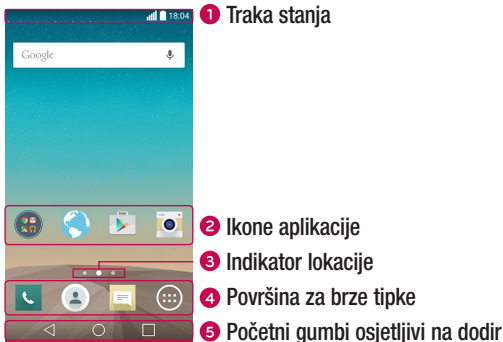 18:04
1 Traka stanja
Google
2 Ikone aplikacije
3 Indikator lokacije
4 Površina za brze tipke
5 Početni gumbi osjetljivi na dodir